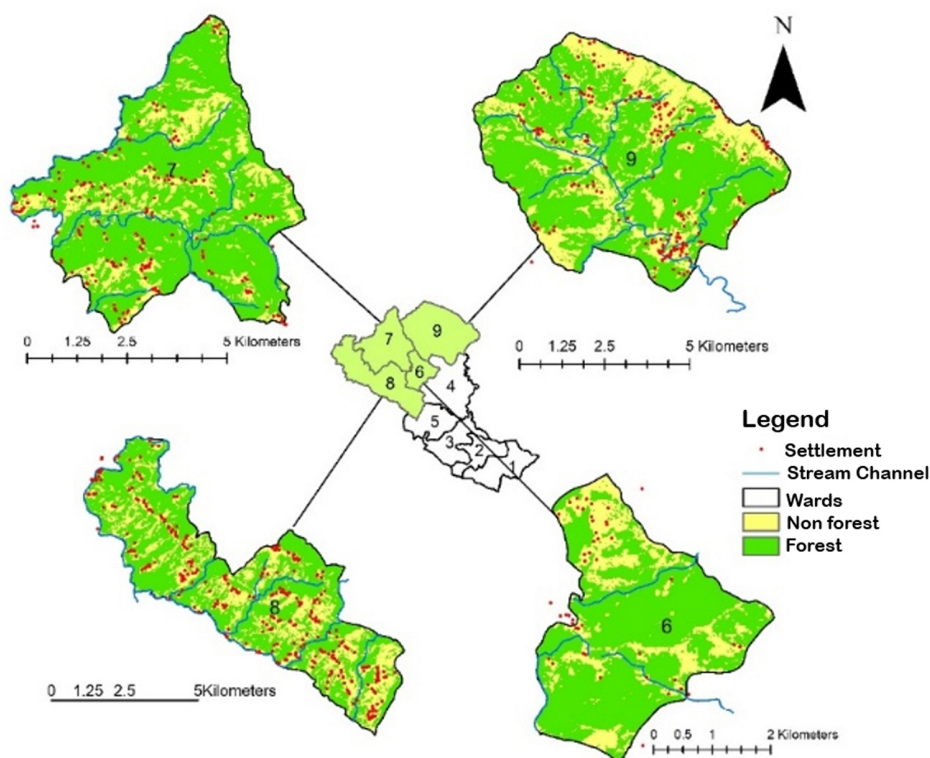 N
7
9
0 1.25 2.5 5 Kilometers
0 1.25 2.5 5 Kilometers
7
9
6
4
8
5
3
2
1
Legend
Settlement
Stream Channel
Wards
Non forest
Forest
8
6
0 1.25 2.5 5Kilometers
0 0.5 1 2 Kilometers